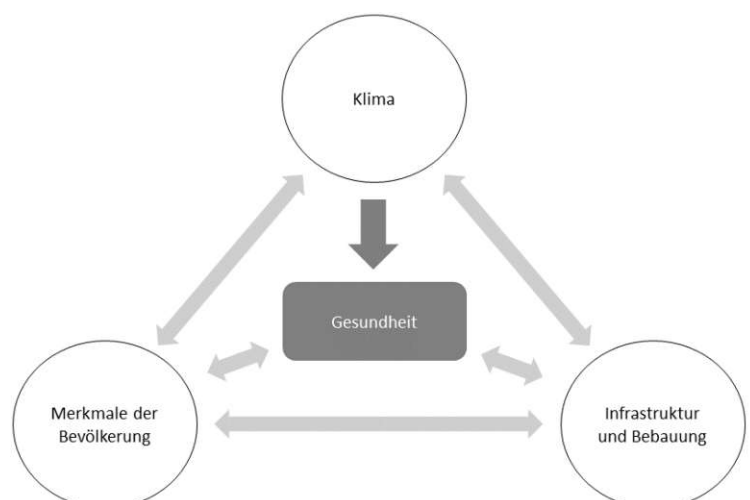 Klima
Gesundheit
Merkmale der
Bevölkerung
Infrastruktur
und Bebauung